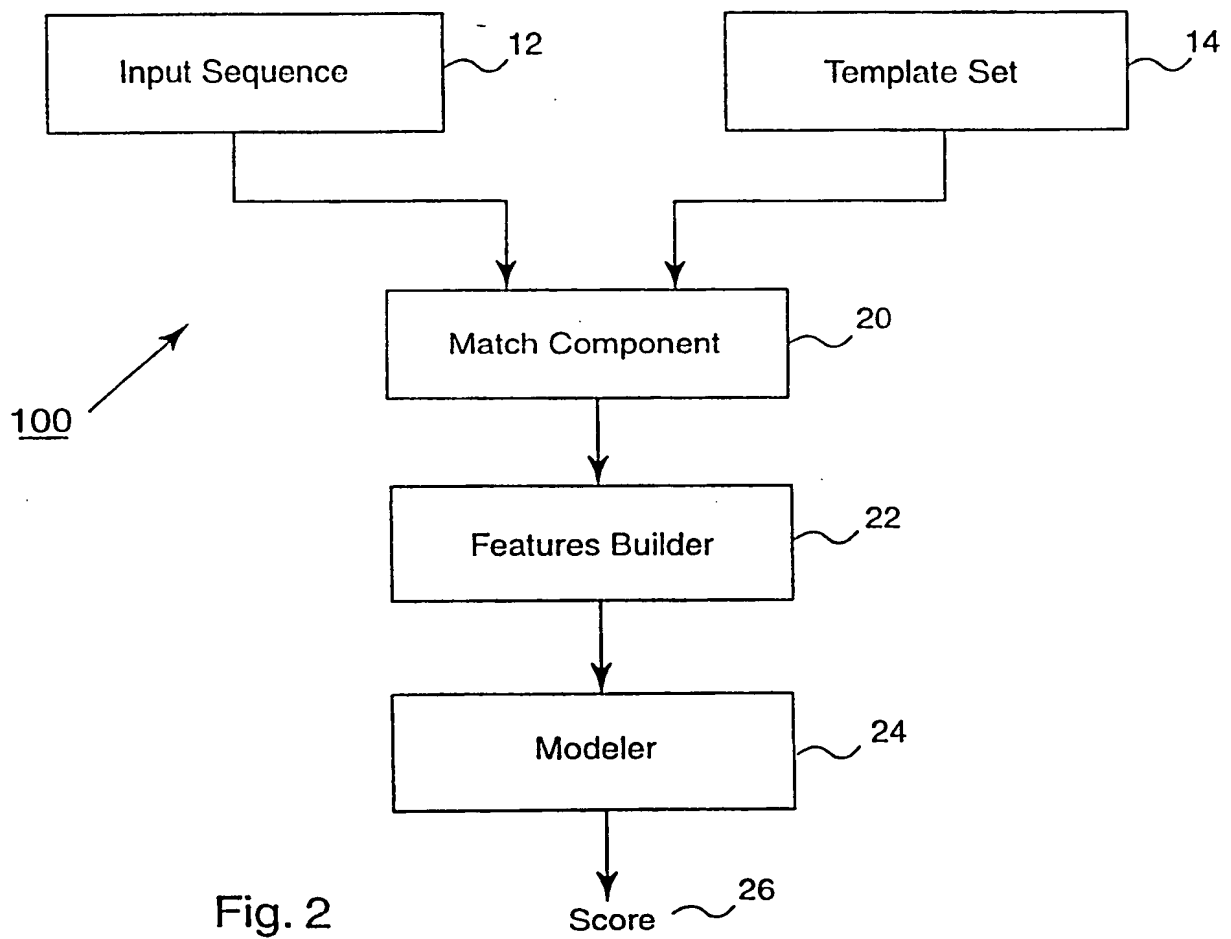 Input Sequence
12
Template Set
14
Match Component
20
100
Features Builder
22
Modeler
24
Score
26
Fig. 2